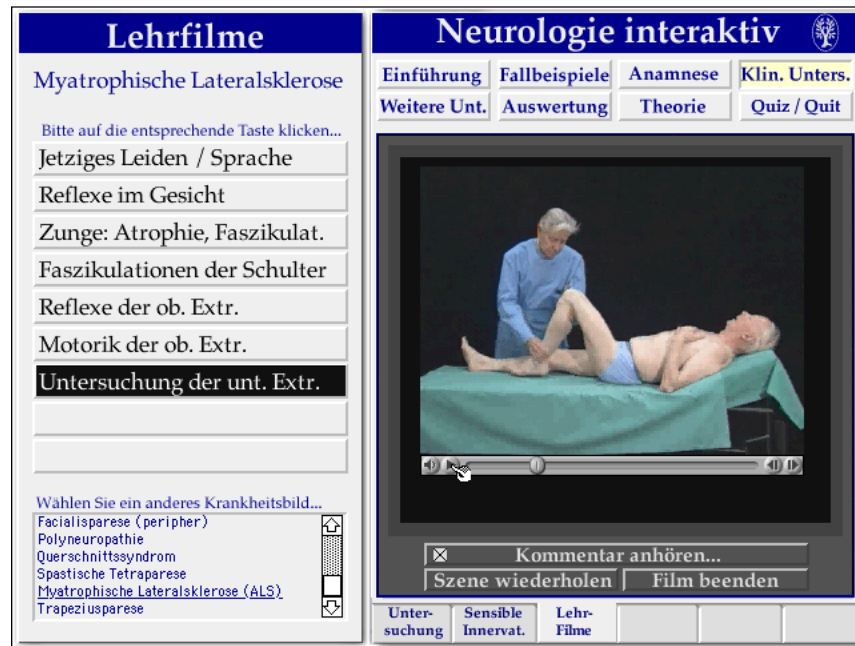 Lehrfilme
Myatrophische Lateralsklerose
Bitte auf die entsprechende Taste klicken...
Jetziges Leiden / Sprache
Reflexe im Gesicht
Zunge: Atrophie, Faszikulat.
Faszikulationen der Schulter
Reflexe der ob. Extr.
Motorik der ob. Extr.
Untersuchung der unt. Extr.
Wählen Sie ein anderes Krankheitsbild...
Facialisparese (peripher)
Polyneuropathie
Querschnittssyndrom
Spastische Tetraparese
Myatrophische Lateralsklerose (ALS)
Trapeziusparese
Neurologie interaktiv
Einführung Fallbeispiele Anamnese Klin. Unters.
Weitere Unt. Auswertung Theorie Quiz / Quit
Kommentar anhören...
Szene wiederholen Film beenden
Unter- Sensible Lehr-
suchung Innervat. Filme